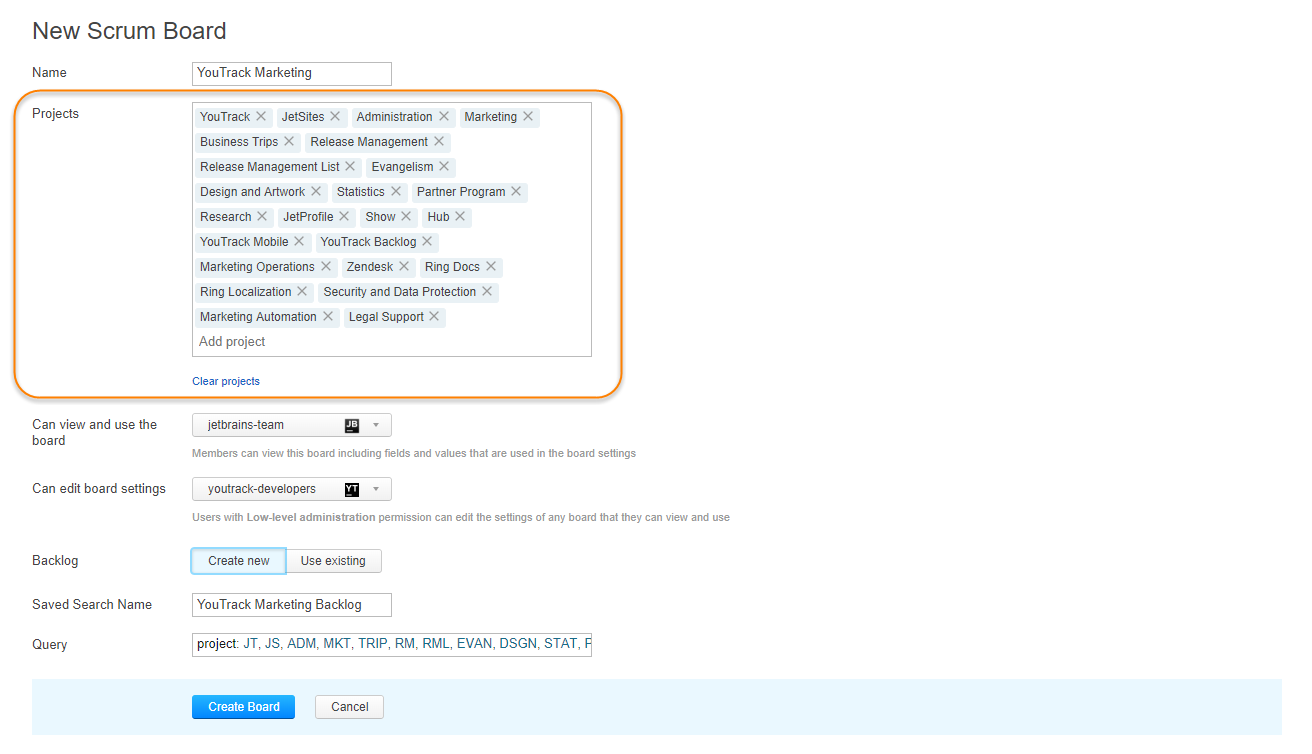 New Scrum Board
Name YouTrack Marketing
Projects YouTrack JetSites Administration Marketing
Business Trips Release Management
Release Management List Evangelism
Design and Artwork Statistics Partner Program
Research JetProfile Show Hub
YouTrack Mobile YouTrack Backlog
Marketing Operations Zendesk Ring Docs
Ring Localization Security and Data Protection
Marketing Automation Legal Support
Add project
Clear projects
Can view and use the board jetbrains-team JB
Members can view this board including fields and values that are used in the board settings
Can edit board settings youtrack-developers YT
Users with Low-level administration permission can edit the settings of any board that they can view and use
Backlog Create new Use existing
Saved Search Name YouTrack Marketing Backlog
Query project: JT, JS, ADM, MKT, TRIP, RM, RML, EVAN, DSGN, STAT,
Create Board Cancel